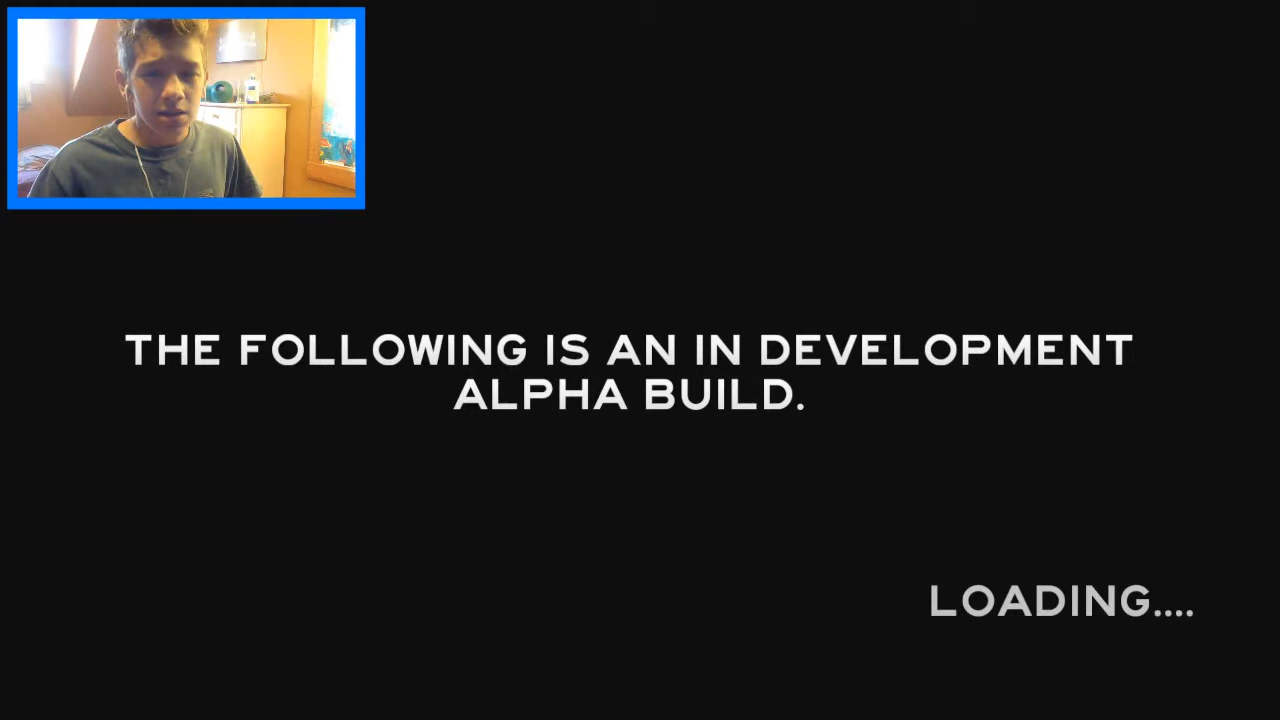 THE FOLLOWING IS AN IN DEVELOPMENT
ALPHA BUILD.
LOADING....